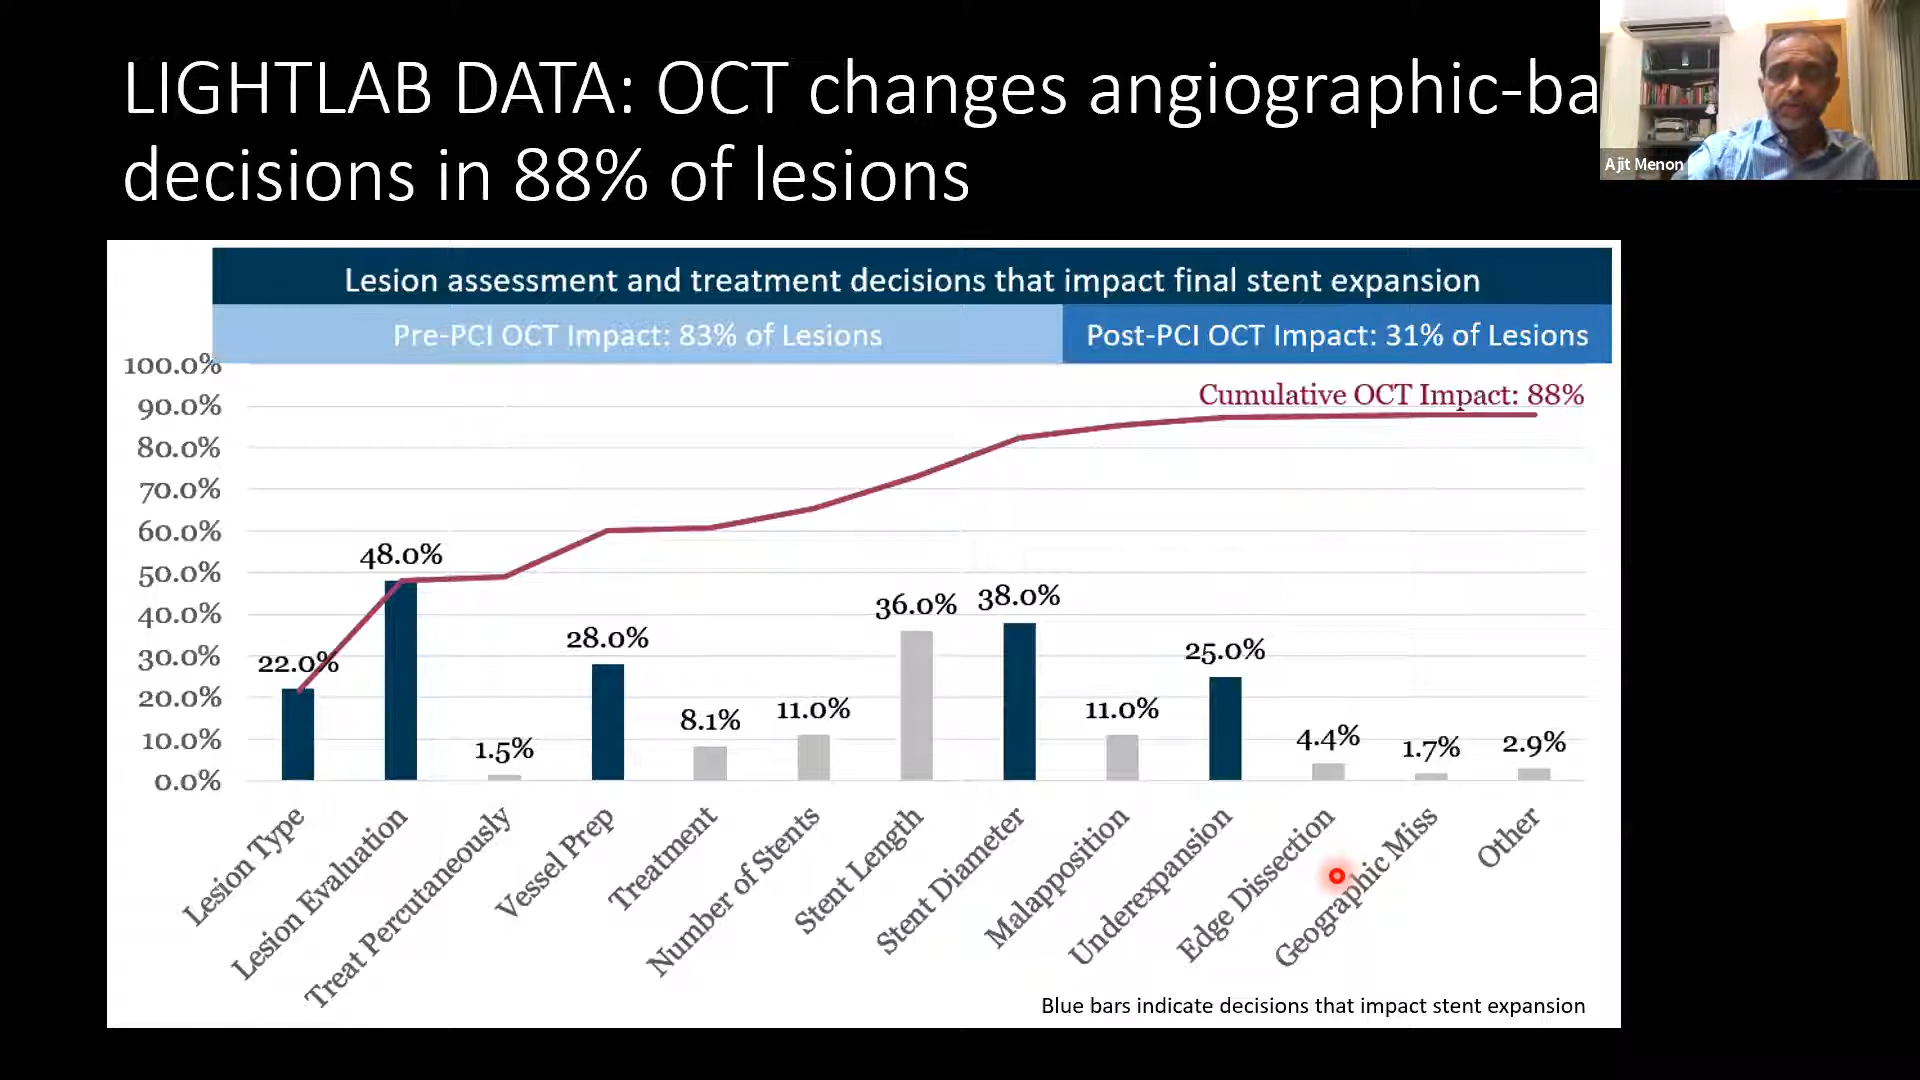 LIGHTLAB DATA: OCT changes angiographic-ba
decisions in 88% of lesions
Ajit Menon
Lesion assessment and treatment decisions that impact final stent expansion
Pre-PCI OCT Impact: 83% of Lesions
Post-PCI OCT Impact: 31% of Lesions
Cumulative OCT Impact: 88%
100.0%
90.0%
80.0%
70.0%
60.0%
50.0%
40.0%
30.0%
20.0%
10.0%
0.0%
22.0%
48.0%
1.5%
28.0%
8.1%
11.0%
36.0%
38.0%
11.0%
25.0%
4.4%
1.7%
2.9%
Lesion Type
Lesion Evaluation
Treat Percutaneously
Vessel Prep
Treatment
Number of Stents
Stent Length
Stent Diameter
Malapposition
Underexpansion
Edge Dissection
Geographic Miss
Other
Blue bars indicate decisions that impact stent expansion